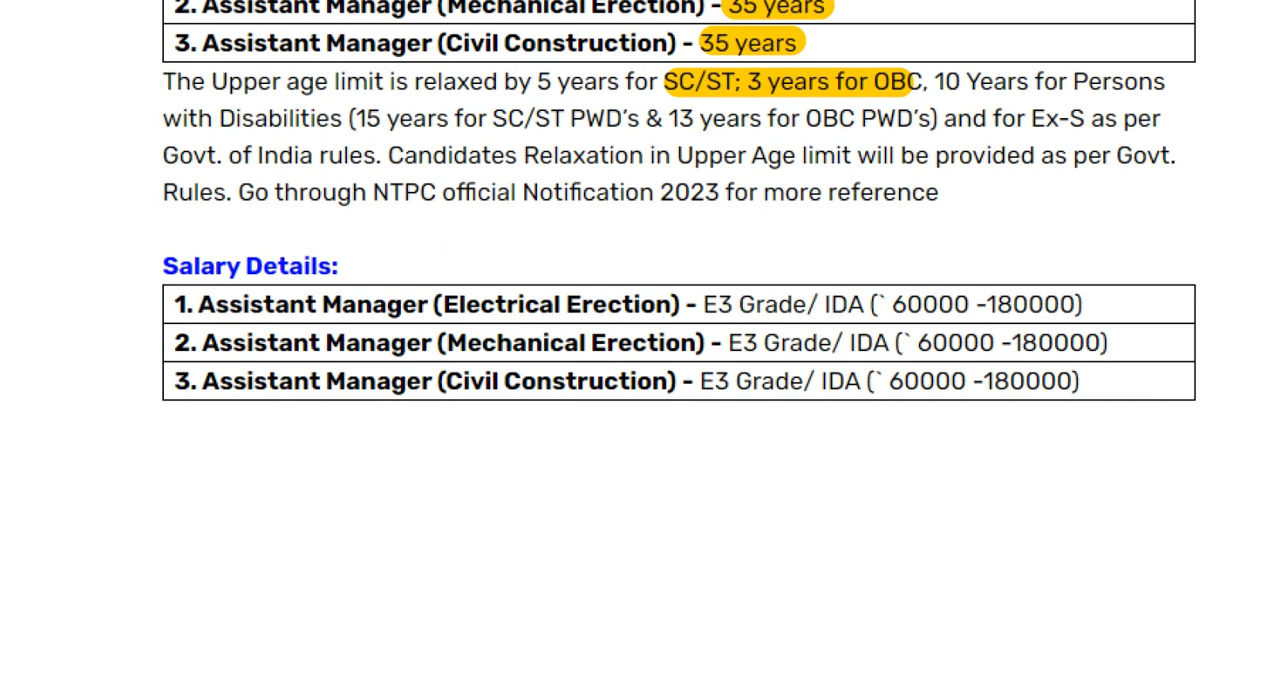 2. Assistant Manager (Mechanical Erection) - 35 years
3. Assistant Manager (Civil Construction) - 35 years
The Upper age limit is relaxed by 5 years for SC/ST; 3 years for OBC, 10 Years for Persons
with Disabilities (15 years for SC/ST PWD's & 13 years for OBC PWD's) and for Ex-S as per
Govt. of India rules. Candidates Relaxation in Upper Age limit will be provided as per Govt.
Rules. Go through NTPC official Notification 2023 for more reference
Salary Details:
1. Assistant Manager (Electrical Erection) - E3 Grade/ IDA (` 60000 -180000)
2. Assistant Manager (Mechanical Erection) - E3 Grade/ IDA (` 60000 -180000)
3. Assistant Manager (Civil Construction) - E3 Grade/ IDA (` 60000 -180000)